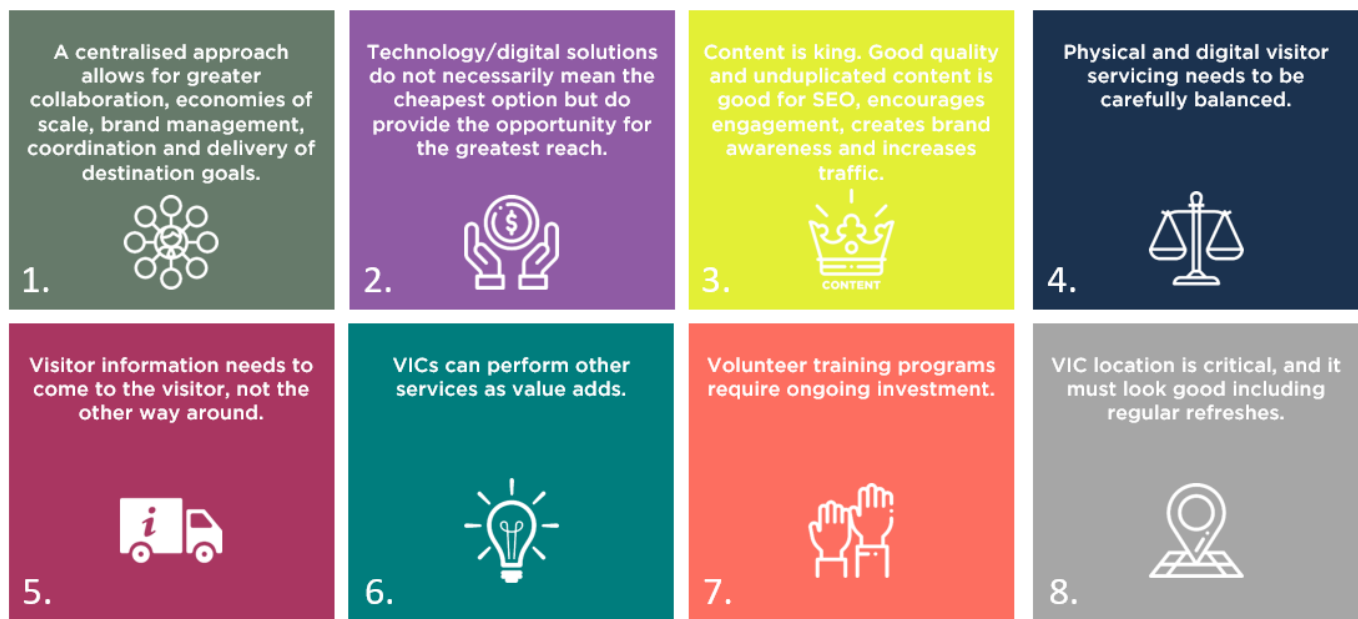 A centralised approach
allows for greater
collaboration, economies of
scale, brand management,
coordination and delivery of
destination goals.
1.
Technology/digital solutions
do not necessarily mean the
cheapest option but do
provide the opportunity for
the greatest reach.
$
2.
Content is king. Good quality
and unduplicated content is
good for SEO, encourages
engagement, creates brand
awareness and increases
traffic.
CONTENT
3.
Physical and digital visitor
servicing needs to be
carefully balanced.
4.
Visitor information needs to
come to the visitor, not the
other way around.
i
5.
VICs can perform other
services as value adds.
6.
Volunteer training programs
require ongoing investment.
7.
VIC location is critical, and it
must look good including
regular refreshes.
8.